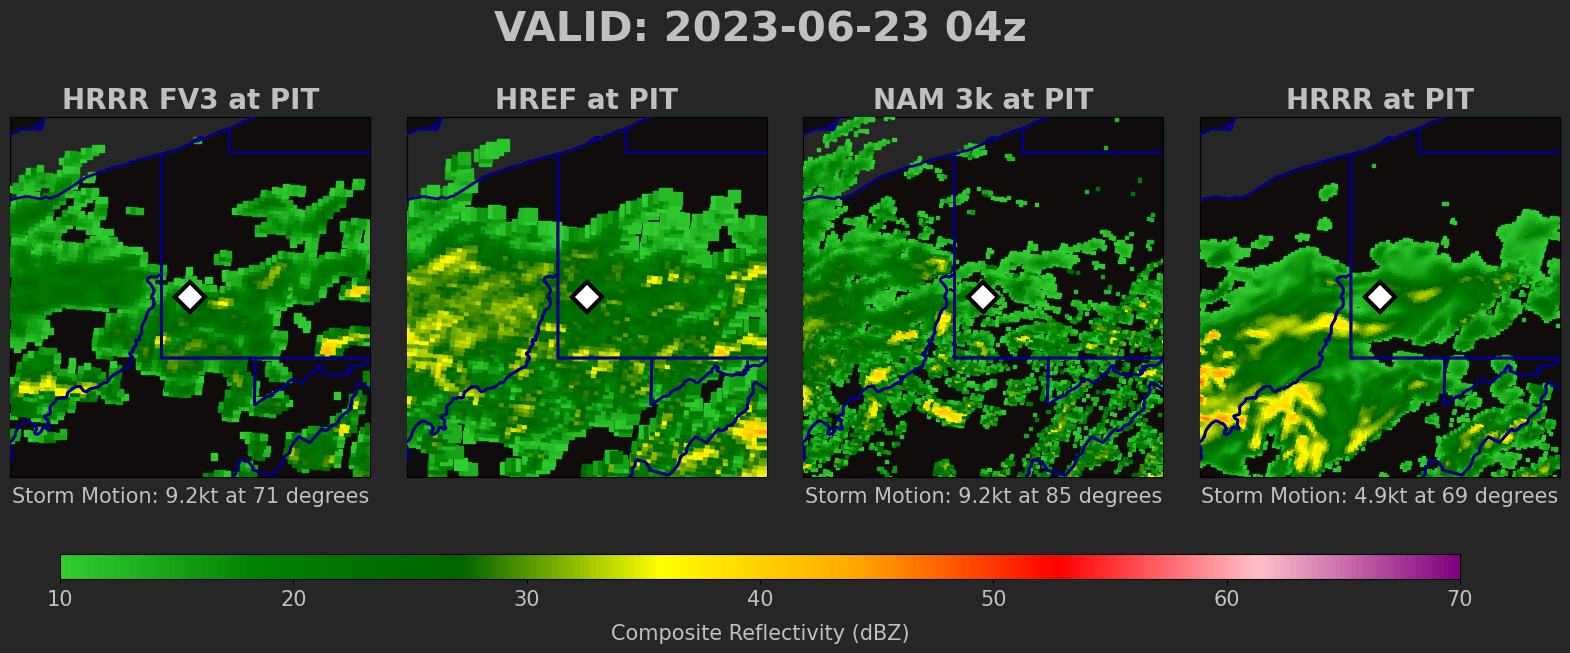 VALID: 2023-06-23 04z
HRRR FV3 at PIT
HREF at PIT
NAM 3k at PIT
HRRR at PIT
Storm Motion: 9.2kt at 71 degrees
Storm Motion: 9.2kt at 85 degrees
Storm Motion: 4.9kt at 69 degrees
10 20 30 40 50 60 70
Composite Reflectivity (dBZ)